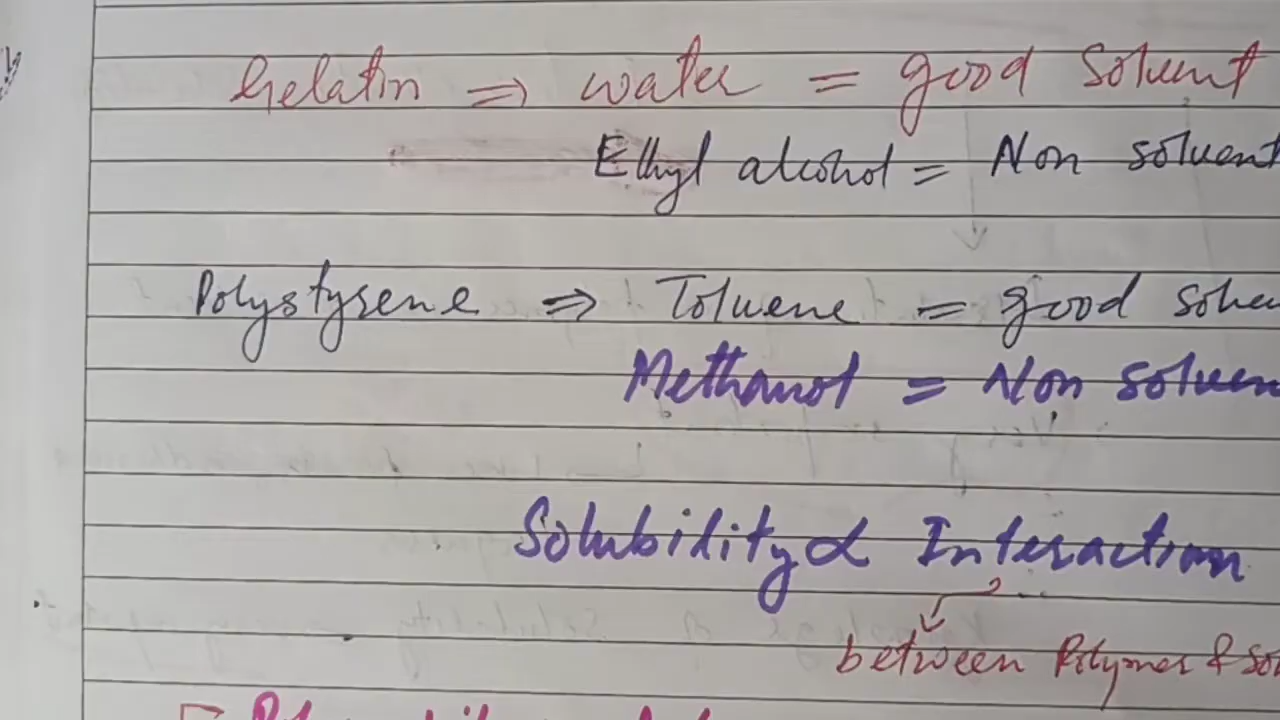 Gelatin ⇒ water = good Solvent
Ethyl alcohol = Non solvent
Polystyrene ⇒ Toluene = good solve
Methanol = Non solven
Solubility ∝ Interaction
between Polymer & so